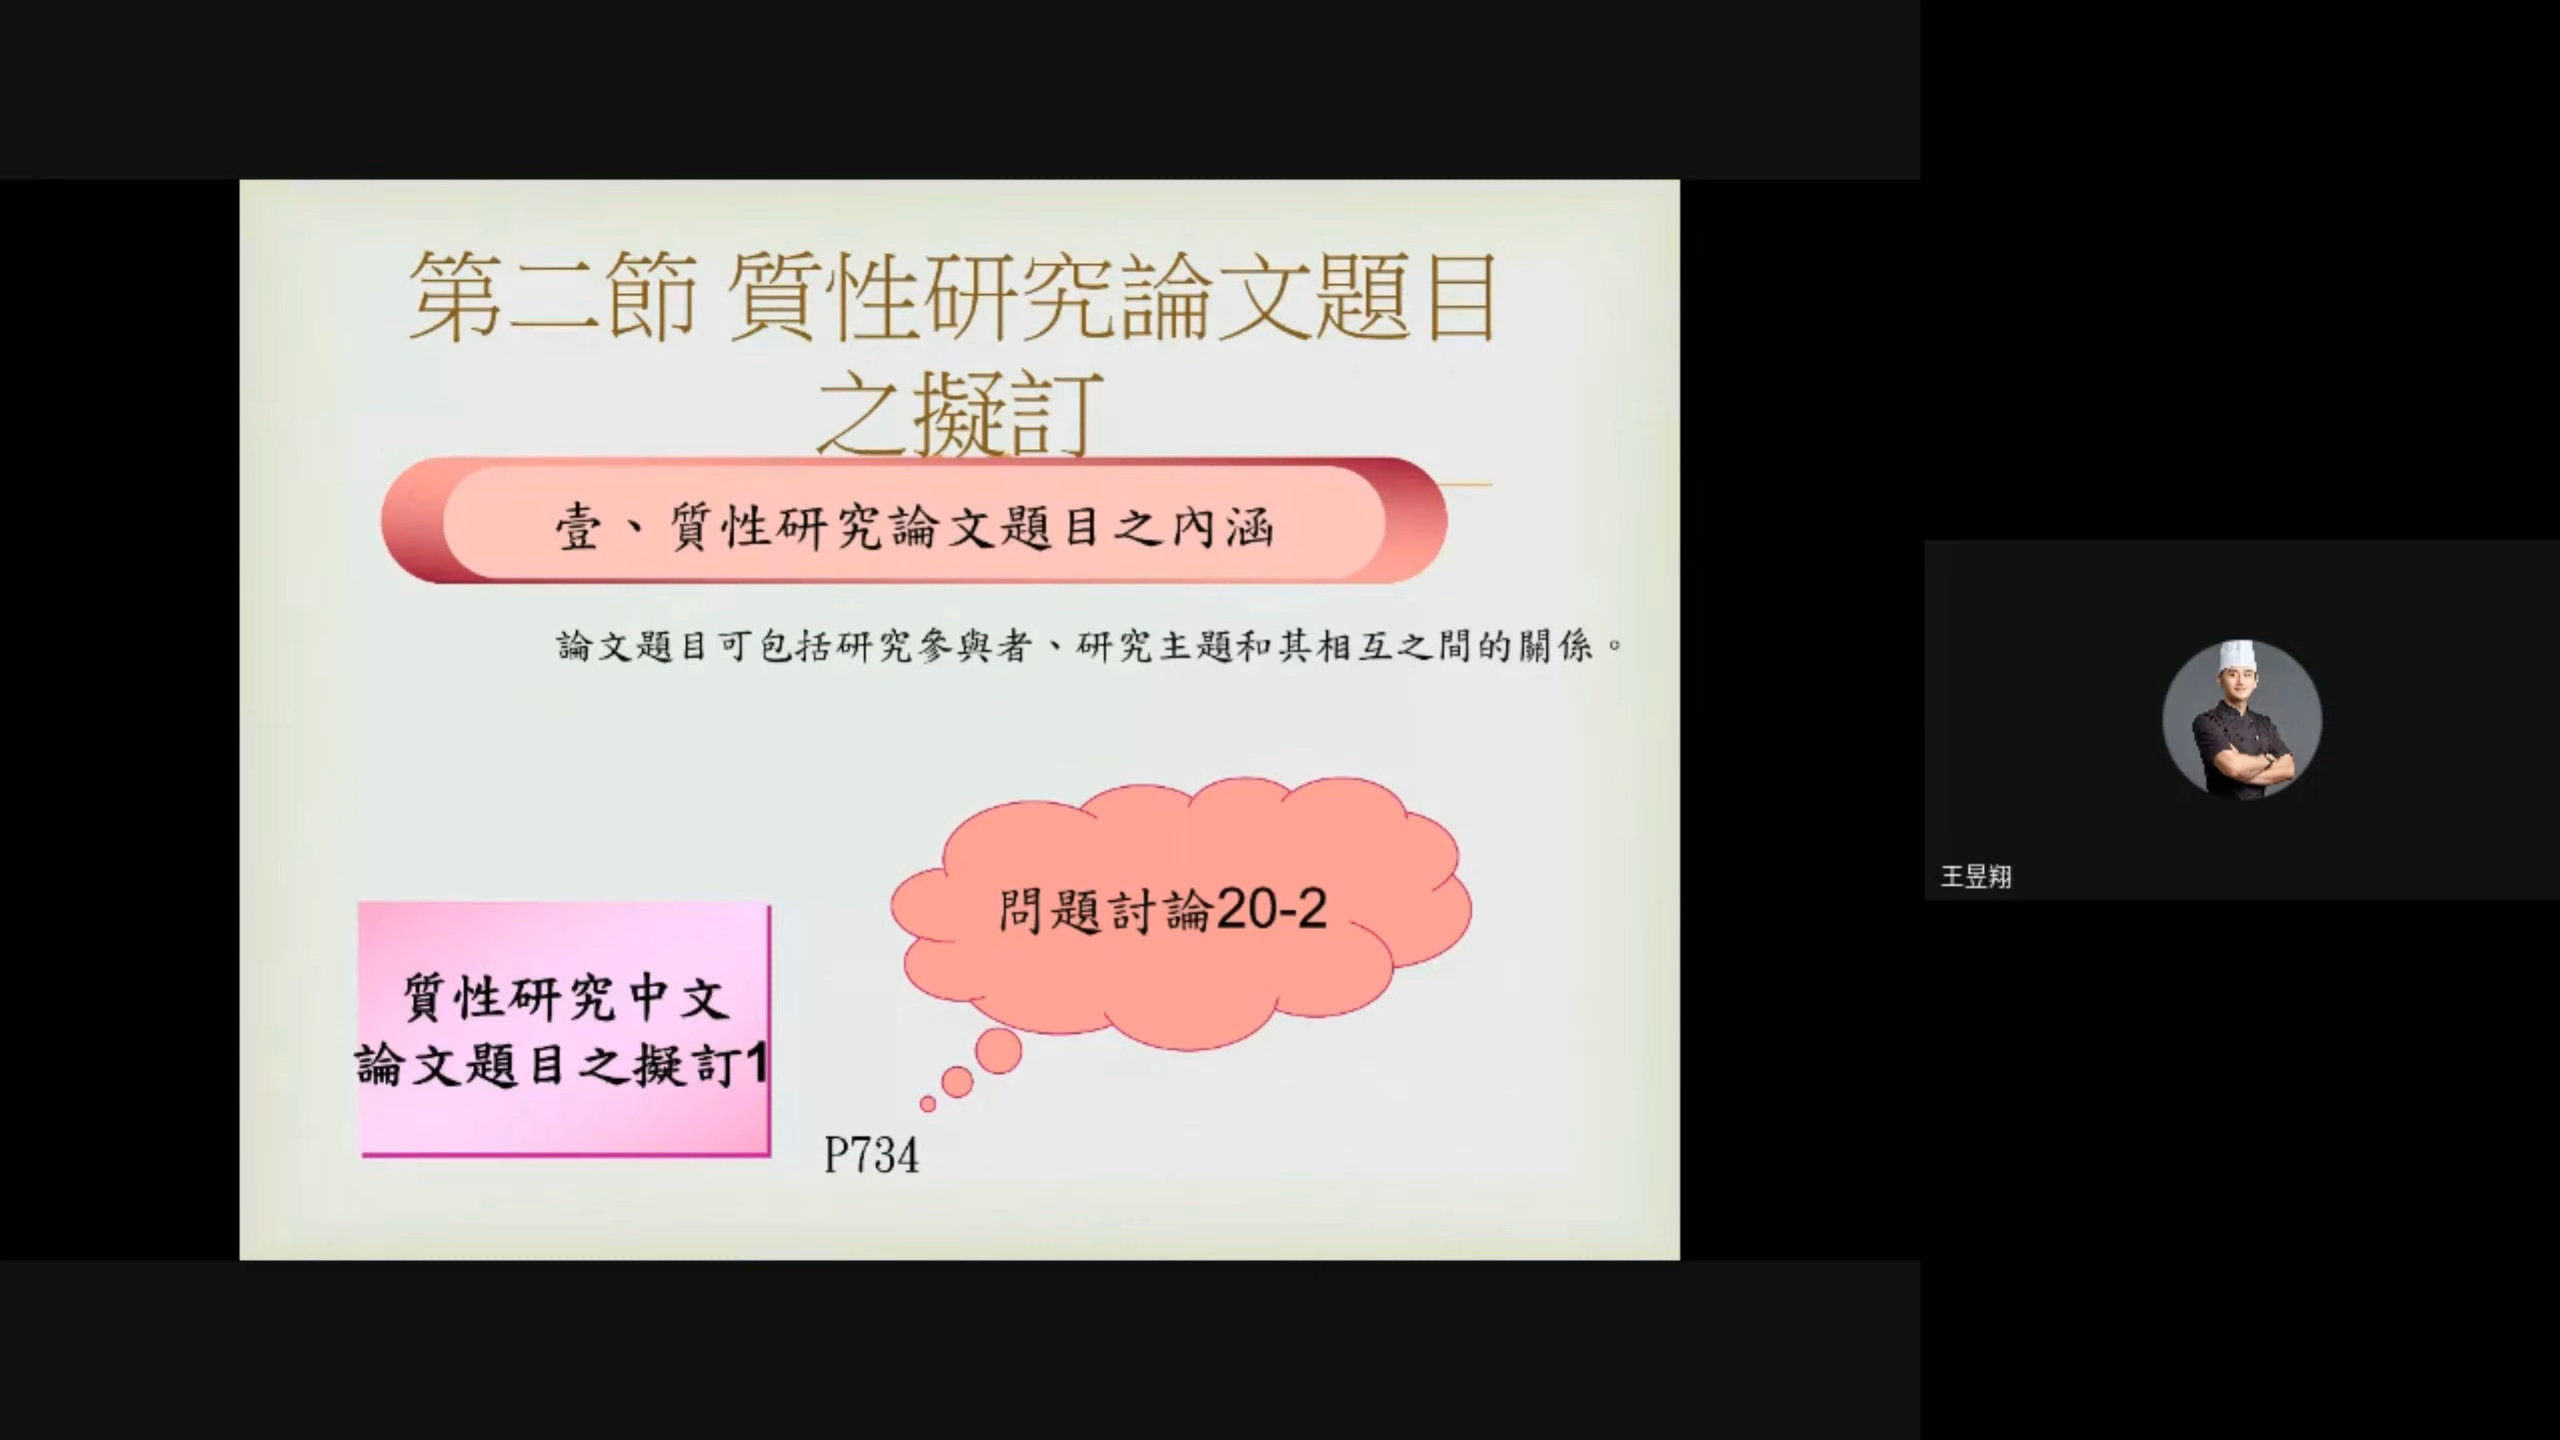 第二節 質性研究論文題目
之擬訂
壹、質性研究論文題目之內涵
論文題目可包括研究參與者、研究主題和其相互之間的關係。
問題討論20-2
質性研究中文
論文題目之擬訂1
P734
王昱翔